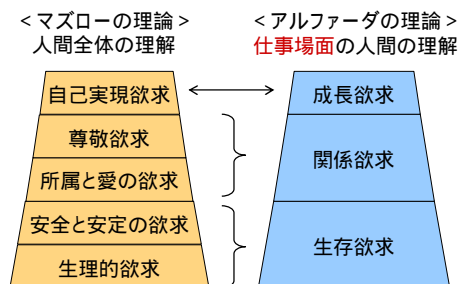 ＜マズローの理論＞
人間全体の理解
自己実現欲求
尊敬欲求
所属と愛の欲求
安全と安定の欲求
生理的欲求
＜アルファーダの理論＞
仕事場面の人間の理解
成長欲求
関係欲求
生存欲求